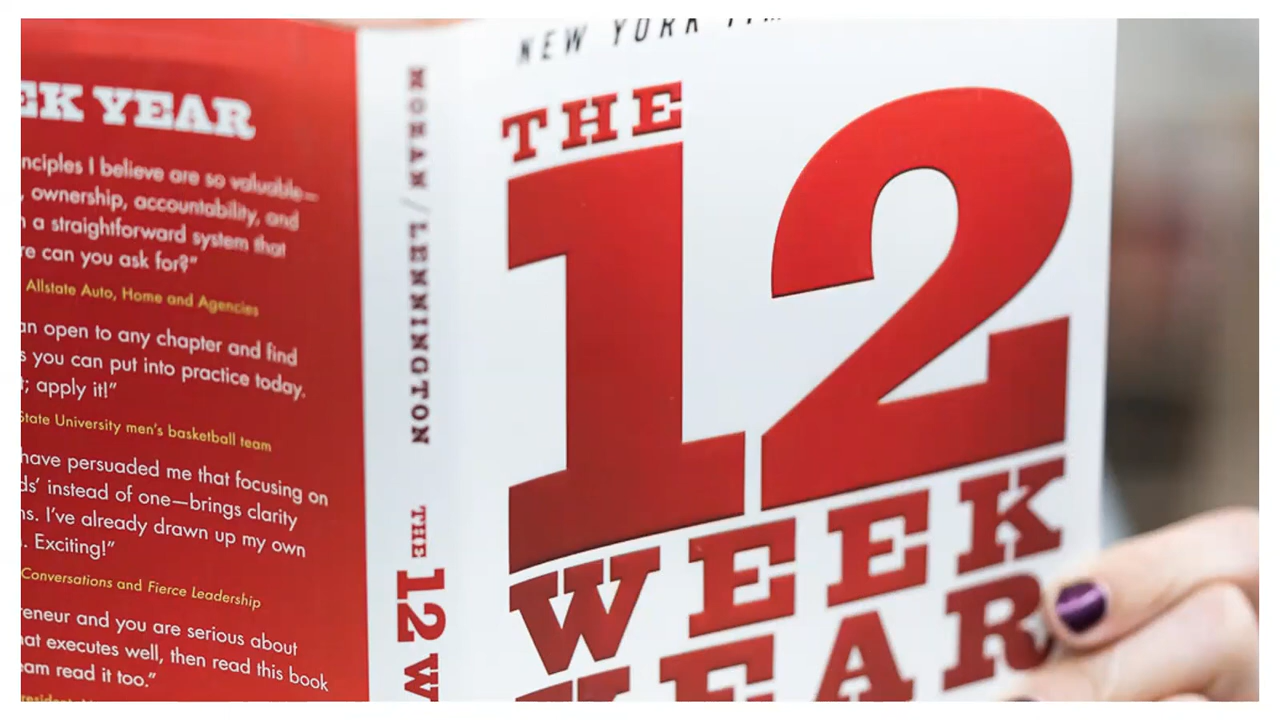 EK YEAR
nciples I believe are so valuable—
, ownership, accountability, and
a straightforward system that
re can you ask for?”
Allstate Auto, Home and Agencies
an open to any chapter and find
s you can put into practice today.
; apply it!”
State University men’s basketball team
have persuaded me that focusing on
ds’ instead of one—brings clarity
ns. I’ve already drawn up my own
. Exciting!”
Conversations and Fierce Leadership
reneur and you are serious about
hat executes well, then read this book
eam read it too.”
MORAN / LENNINGTON THE 12 W
NEW YORK
THE
12
WEEK
YEAR